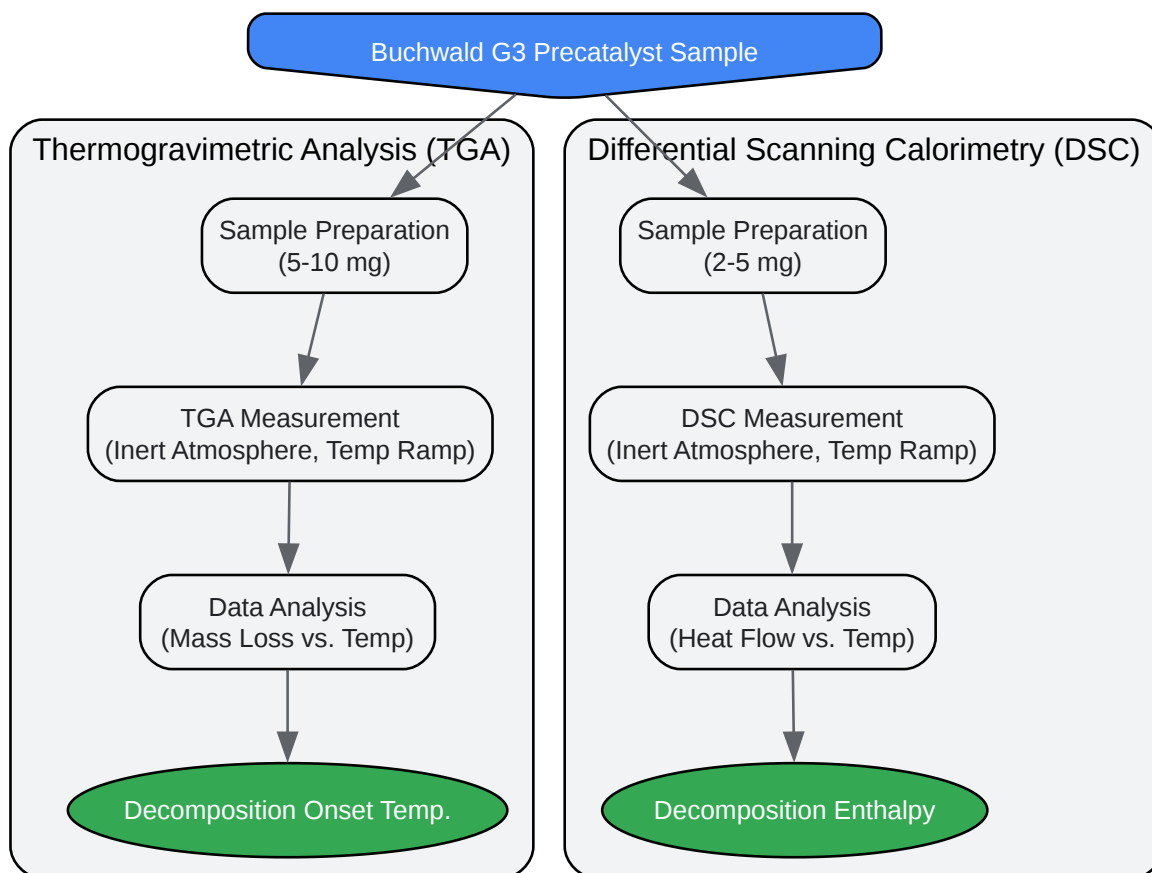 Buchwald G3 Precatalyst Sample
Thermogravimetric Analysis (TGA)
Sample Preparation
(5-10 mg)
TGA Measurement
(Inert Atmosphere, Temp Ramp)
Data Analysis
(Mass Loss vs. Temp)
Decomposition Onset Temp.
Differential Scanning Calorimetry (DSC)
Sample Preparation
(2-5 mg)
DSC Measurement
(Inert Atmosphere, Temp Ramp)
Data Analysis
(Heat Flow vs. Temp)
Decomposition Enthalpy